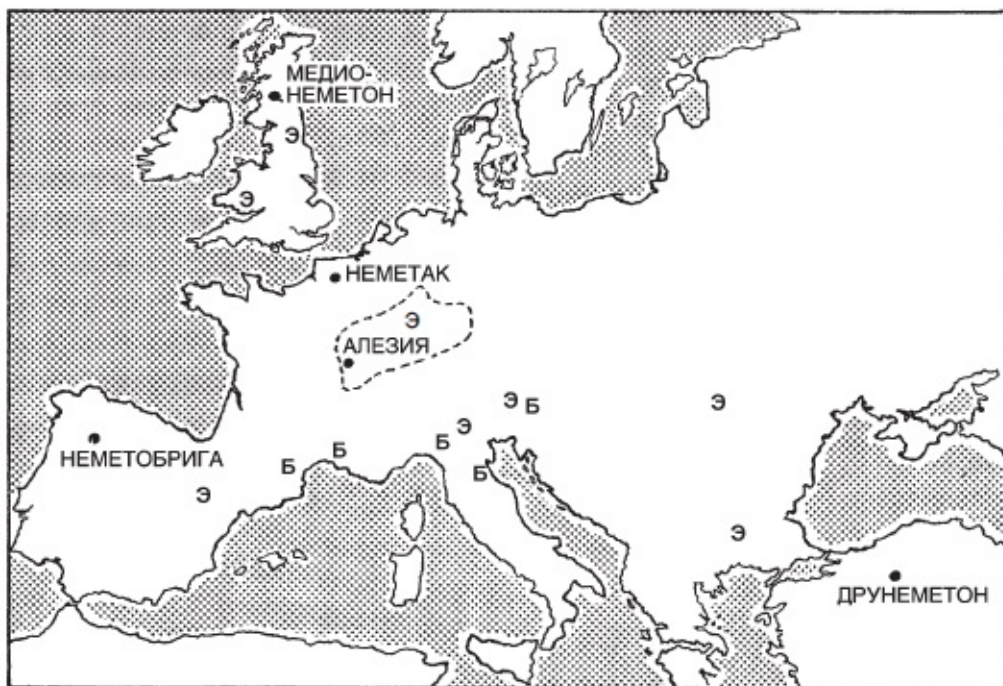 МЕДИО-
НЕМЕТОН
Э
Э
НЕМЕТАК
Э
АЛЕЗИЯ
Э
Б
Э
Э
Б
НЕМЕТОБРИГА
Б
Б
Б
Э
Э
ДРУНЕМЕТОН